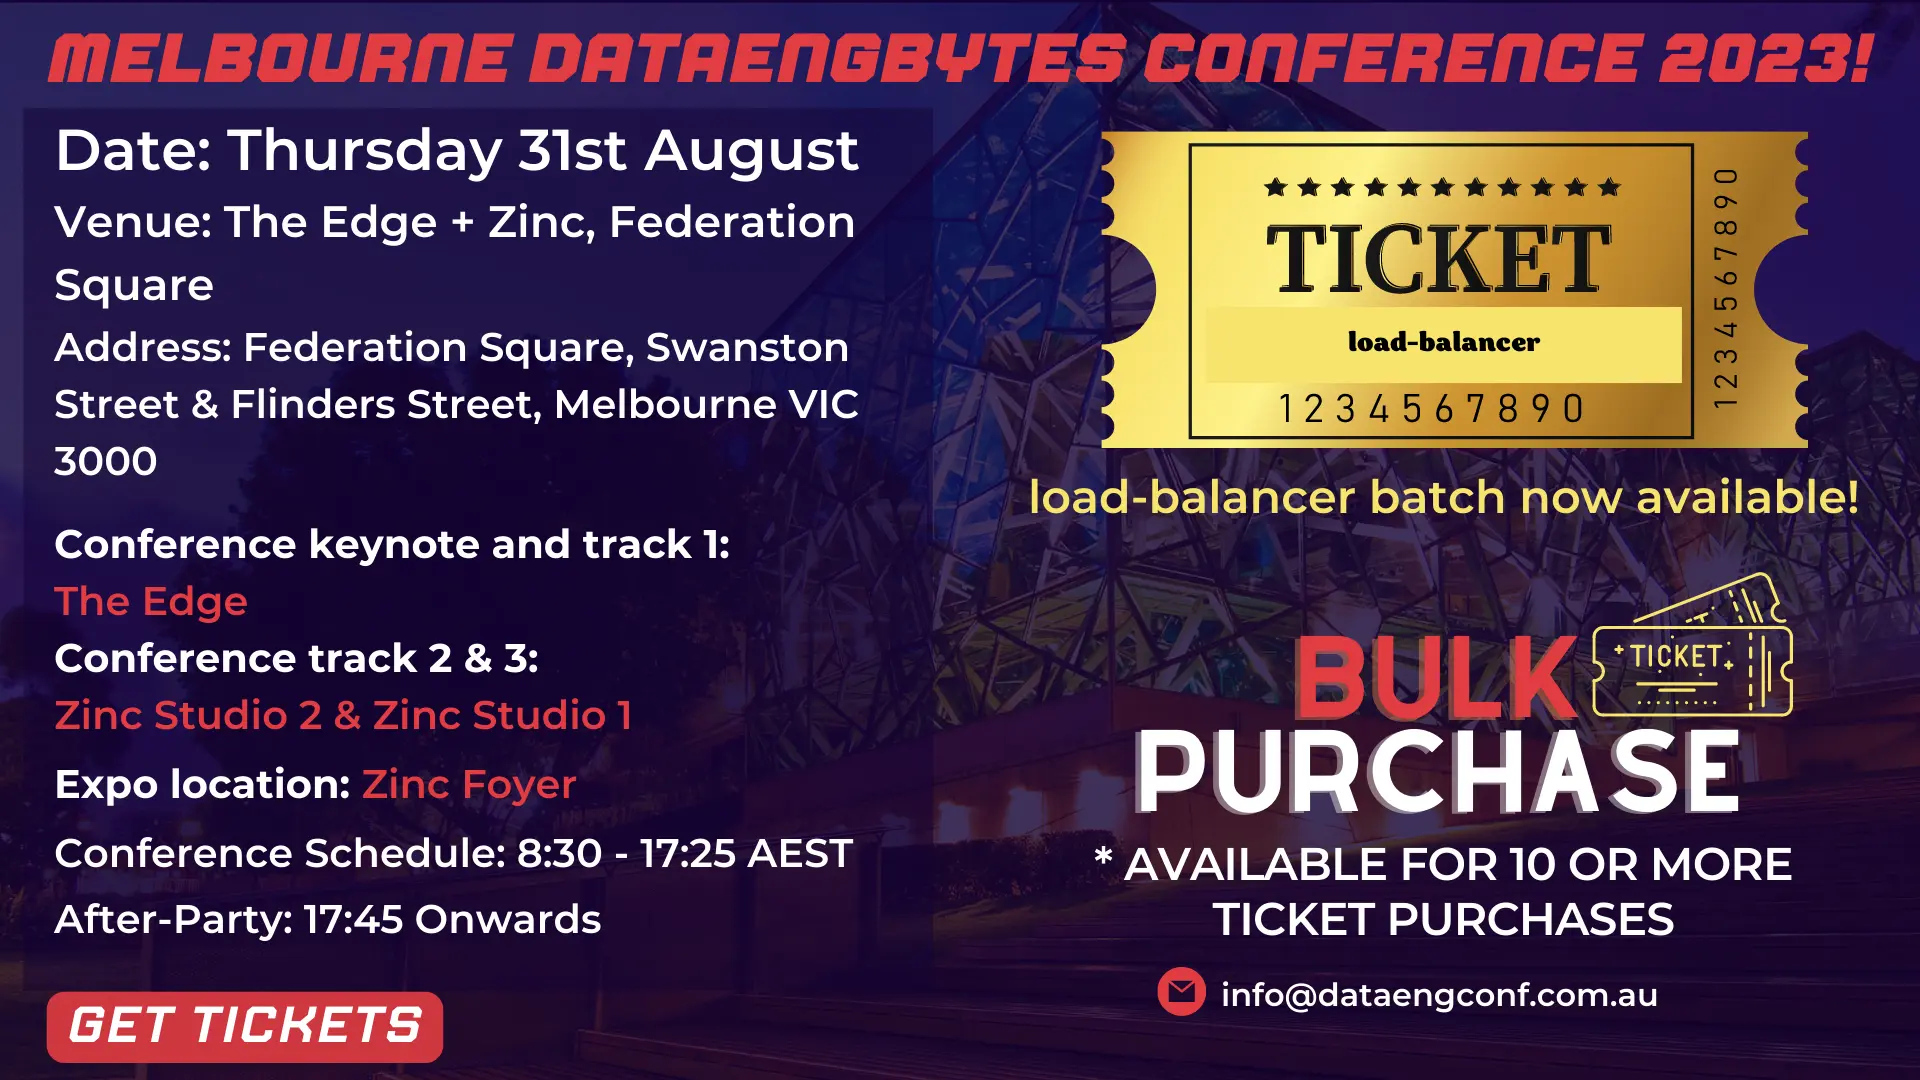 MELBOURNE DATAENGBYTES CONFERENCE 2023!
Date: Thursday 31st August
Venue: The Edge + Zinc, Federation
Square
Address: Federation Square, Swanston
Street & Flinders Street, Melbourne VIC
3000
Conference keynote and track 1:
The Edge
Conference track 2 & 3:
Zinc Studio 2 & Zinc Studio 1
Expo location: Zinc Foyer
Conference Schedule: 8:30 - 17:25 AEST
After-Party: 17:45 Onwards
GET TICKETS
TICKET
load-balancer
1234567890
1234567890
load-balancer batch now available!
BULK
TICKET
PURCHASE
* AVAILABLE FOR 10 OR MORE
TICKET PURCHASES
info@dataengconf.com.au